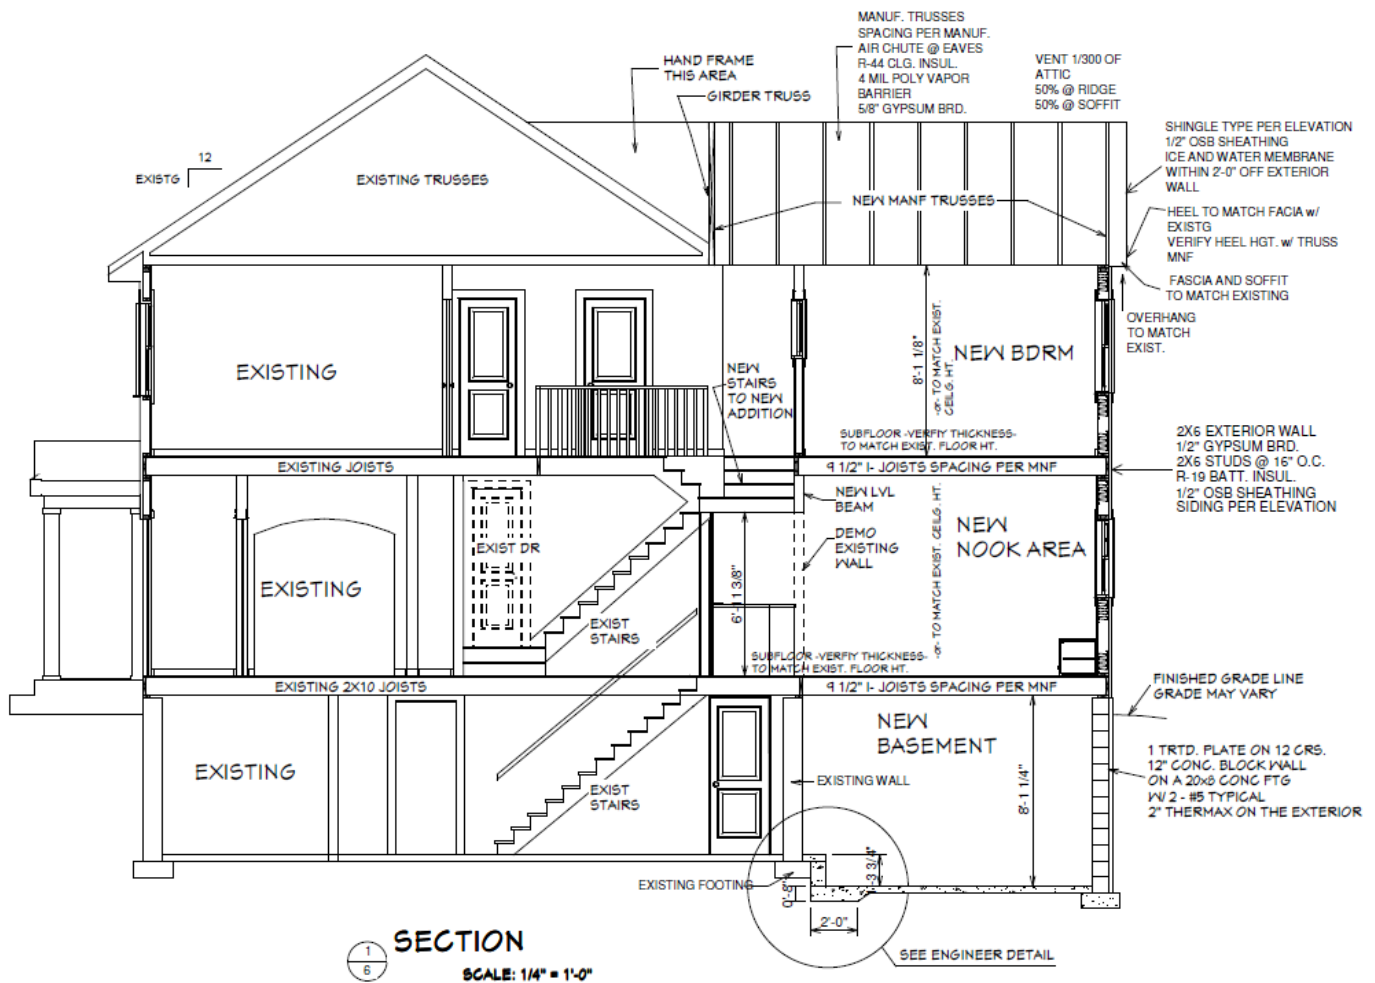 MANUF. TRUSSES
SPACING PER MANUF.
AIR CHUTE @ EAVES
R-44 CLG. INSUL.
4 MIL POLY VAPOR
BARRIER
5/8" GYPSUM BRD.
VENT 1/300 OF
ATTIC
50% @ RIDGE
50% @ SOFFIT
HAND FRAME
THIS AREA
GIRDER TRUSS
SHINGLE TYPE PER ELEVATION
1/2" OSB SHEATHING
ICE AND WATER MEMBRANE
WITHIN 2'-0" OFF EXTERIOR
WALL
12
EXISTG
EXISTING TRUSSES
NEW MANF TRUSSES
HEEL TO MATCH FACIA w/
EXISTG
VERIFY HEEL HGT. w/ TRUSS
MNF
FASCIA AND SOFFIT
TO MATCH EXISTING
OVERHANG
TO MATCH
EXIST.
EXISTING
NEW
STAIRS
TO NEW
ADDITION
8'-1 1/8"
-or- TO MATCH EXIST.
CEILG. HT.
NEW BDRM
SUBFLOOR -VERFIY THICKNESS-
TO MATCH EXIST. FLOOR HT.
2X6 EXTERIOR WALL
1/2" GYPSUM BRD.
2X6 STUDS @ 16" O.C.
R-19 BATT. INSUL.
1/2" OSB SHEATHING
SIDING PER ELEVATION
EXISTING JOISTS
9 1/2" I- JOISTS SPACING PER MNF
NEW LVL
BEAM
DEMO
EXISTING
WALL
-or- TO MATCH EXIST. CEILG. HT.
NEW
NOOK AREA
EXIST DR
EXISTING
6'-11 3/8"
EXIST
STAIRS
SUBFLOOR -VERFIY THICKNESS-
TO MATCH EXIST. FLOOR HT.
EXISTING 2X10 JOISTS
9 1/2" I- JOISTS SPACING PER MNF
FINISHED GRADE LINE
GRADE MAY VARY
NEW
BASEMENT
EXISTING
EXIST
STAIRS
EXISTING WALL
8'-1 1/4"
1 TRTD. PLATE ON 12 CRS.
12" CONC. BLOCK WALL
ON A 20x8 CONC FTG
W/ 2 - #5 TYPICAL
2" THERMAX ON THE EXTERIOR
EXISTING FOOTING
0'-8"
3 3/4"
2'-0"
SEE ENGINEER DETAIL
1
6
SECTION
SCALE: 1/4" = 1'-0"